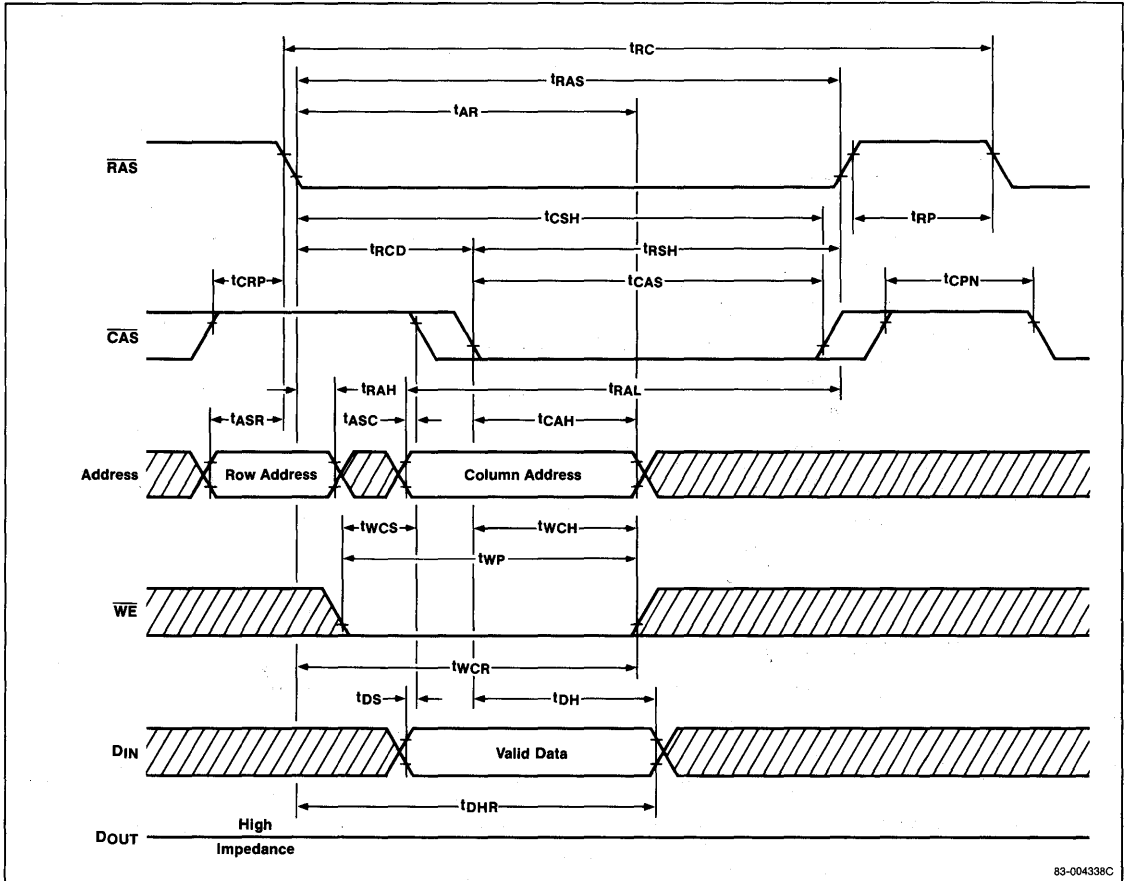 tRC
tRAS
tAR
RAS
tCSH
tRP
tRCD
tRSH
tCRP
tCAS
tCPN
CAS
tRAH
tRAL
tASR
tASC
tCAH
Address
Row Address
Column Address
tWCS
tWCH
tWP
WE
tWCR
tDS
tDH
DIN
Valid Data
tDHR
DOUT
High
Impedance
83-004338C